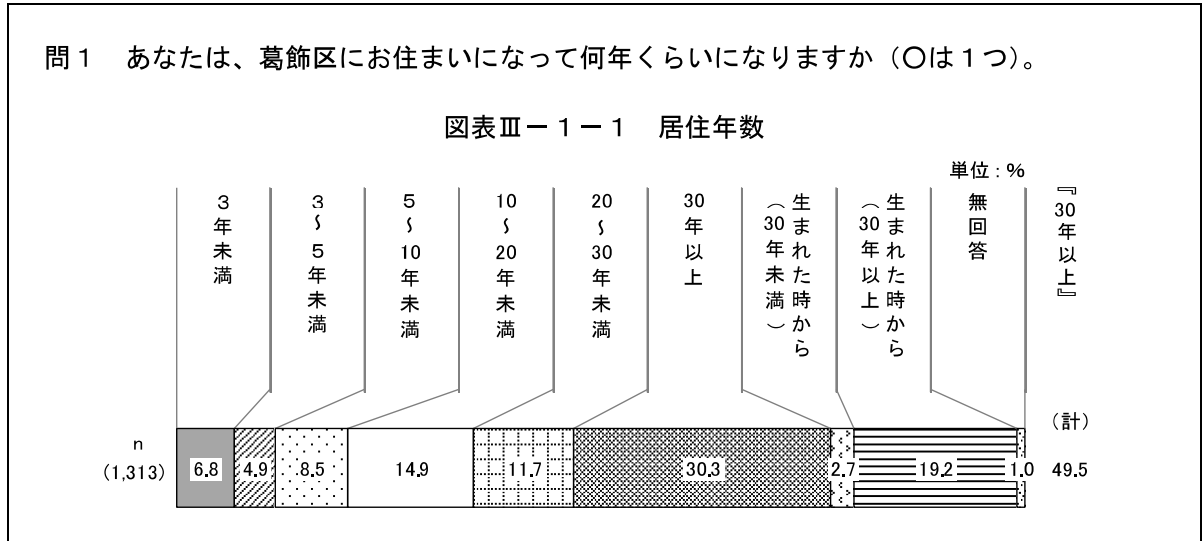 問1　あなたは、葛飾区にお住まいになって何年くらいになりますか（〇は1つ）。
図表Ⅲ－1－1　居住年数
単位：%
3年未満
3～5年未満
5～10年未満
10～20年未満
20～30年未満
30年以上
生まれた時から
（30年未満）
生まれた時から
（30年以上）
無回答
『30年以上』
（計）
n
(1,313)
6.8
4.9
8.5
14.9
11.7
30.3
2.7
19.2
1.0
49.5